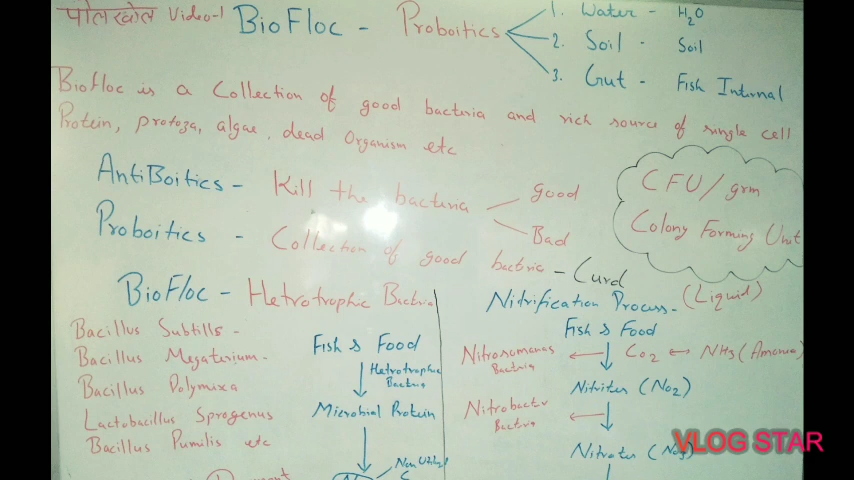 पोल खोल Video-1 BioFloc - Proboitics
1. Water - H2O
2. Soil - Soil
3. Gut - Fish Internal
Biofloc is a Collection of good bacteria and rich source of single cell
Protein, protoza, algae, dead Organism etc
AntiBoitics - Kill the bacteria
good
Bad
Proboitics - Collection of good bactric - Curd
CFU/grm
Colony Forming Unit
(Liquid)
BioFloc - Hetrotrophic Bactria
Bacillus Subtills -
Bacillus Megaterium -
Bacillus Polymixa
Lactobacillus Sprogenus
Bacillus Pumilis etc
Fish & Food
Hetrotrophic
Bactria
Microbial Protein
Non Utilized
Nitrification Process -
Fish & Food
Nitrosomonas
Bactria
Co2 NH3 (Amonia)
Nitrites (No2)
Nitrobactor
Bactria
Nitrates (No3)
VLOG STAR